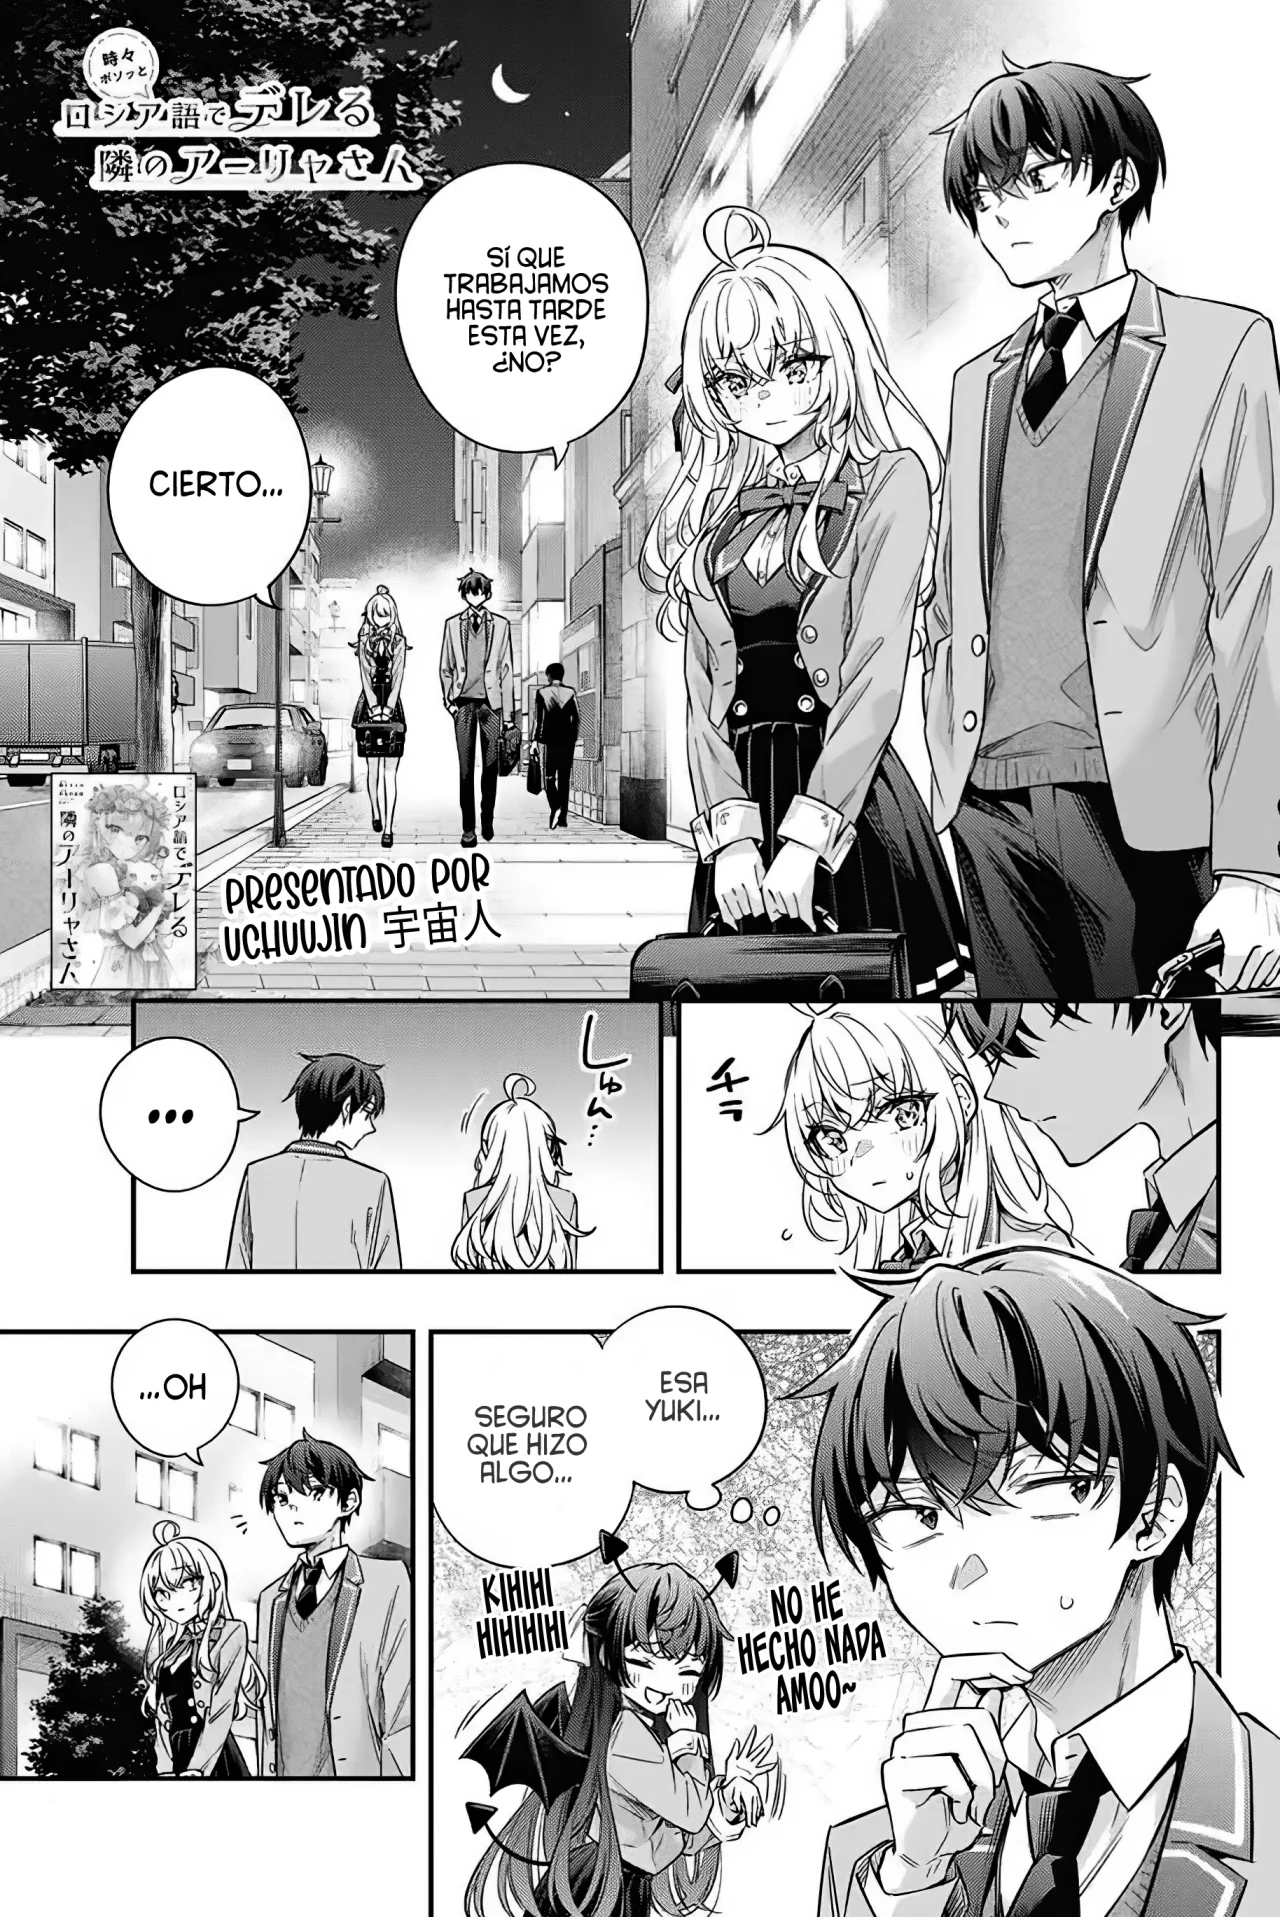 時々
ボソッと
ロシア語でデレる
隣のアーリャさん
SÍ QUE
TRABAJAMOS
HASTA TARDE
ESTA VEZ,
¿NO?
CIERTO...
ロシア語でデレる
隣のアーリャさん
PRESENTADO POR
UCHUUJIN 宇宙人
チラ
しゅん…
...
ESA
YUKI...
SEGURO
QUE HIZO
ALGO...
NO HE
HECHO NADA
AMOO~
KIHIHI
HIHIHIHI
...OH